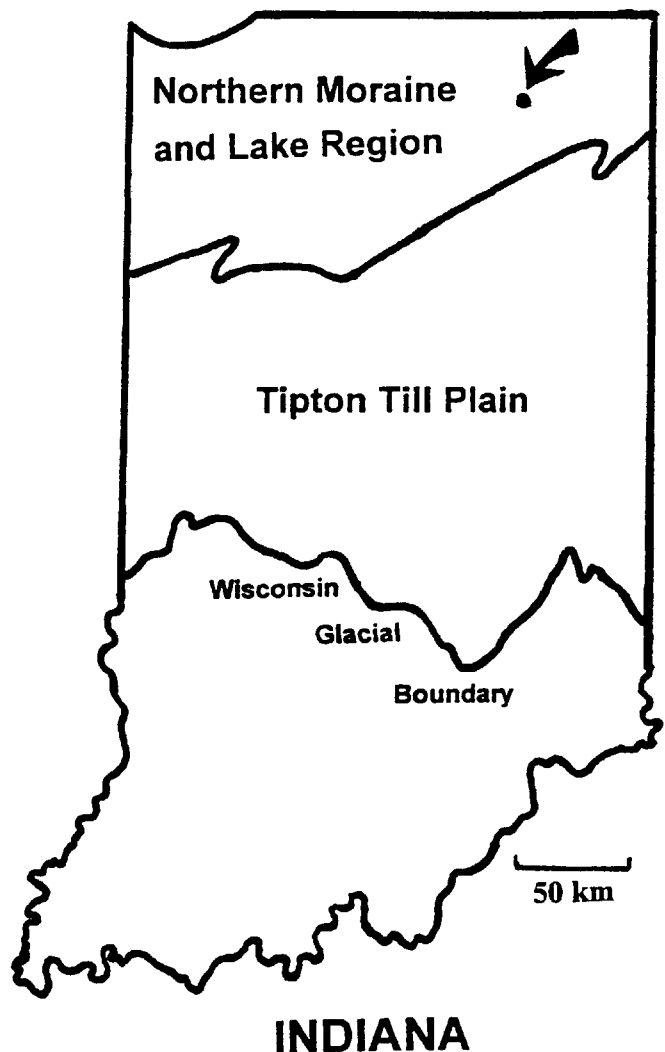 Northern Moraine
and Lake Region
Tipton Till Plain
Wisconsin
Glacial
Boundary
50 km
INDIANA